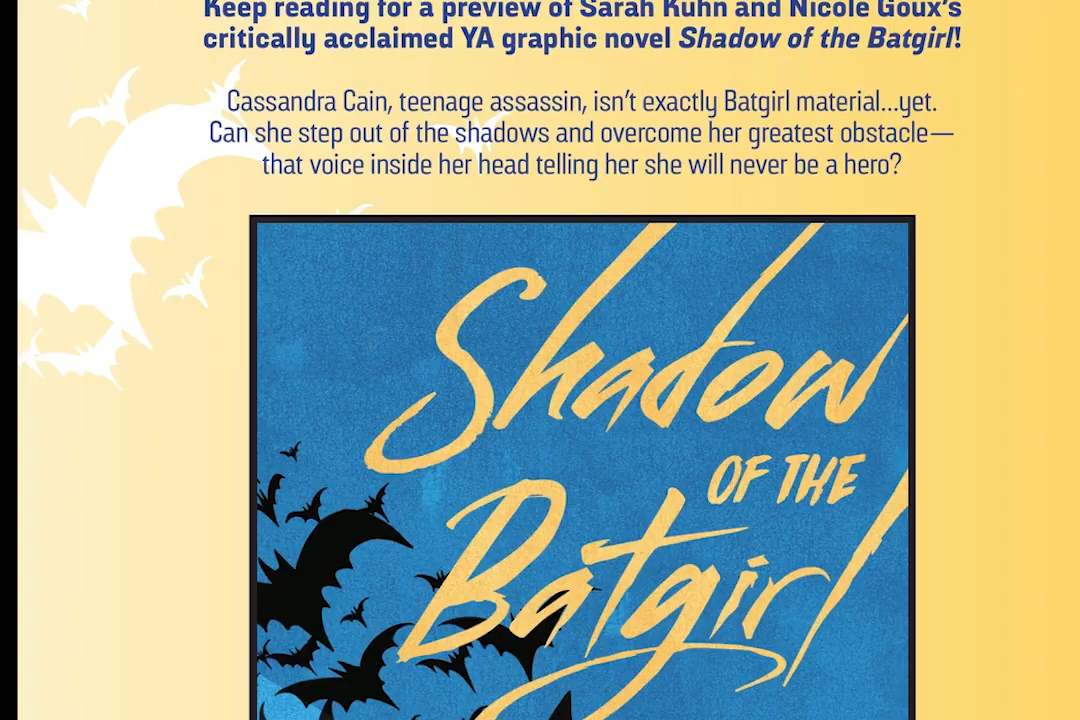 Keep reading for a preview of Sarah Kuhn and Nicole Goux's
critically acclaimed YA graphic novel Shadow of the Batgirl!
Cassandra Cain, teenage assassin, isn't exactly Batgirl material...yet.
Can she step out of the shadows and overcome her greatest obstacle—
that voice inside her head telling her she will never be a hero?
Shadow
OF THE
Batgirl